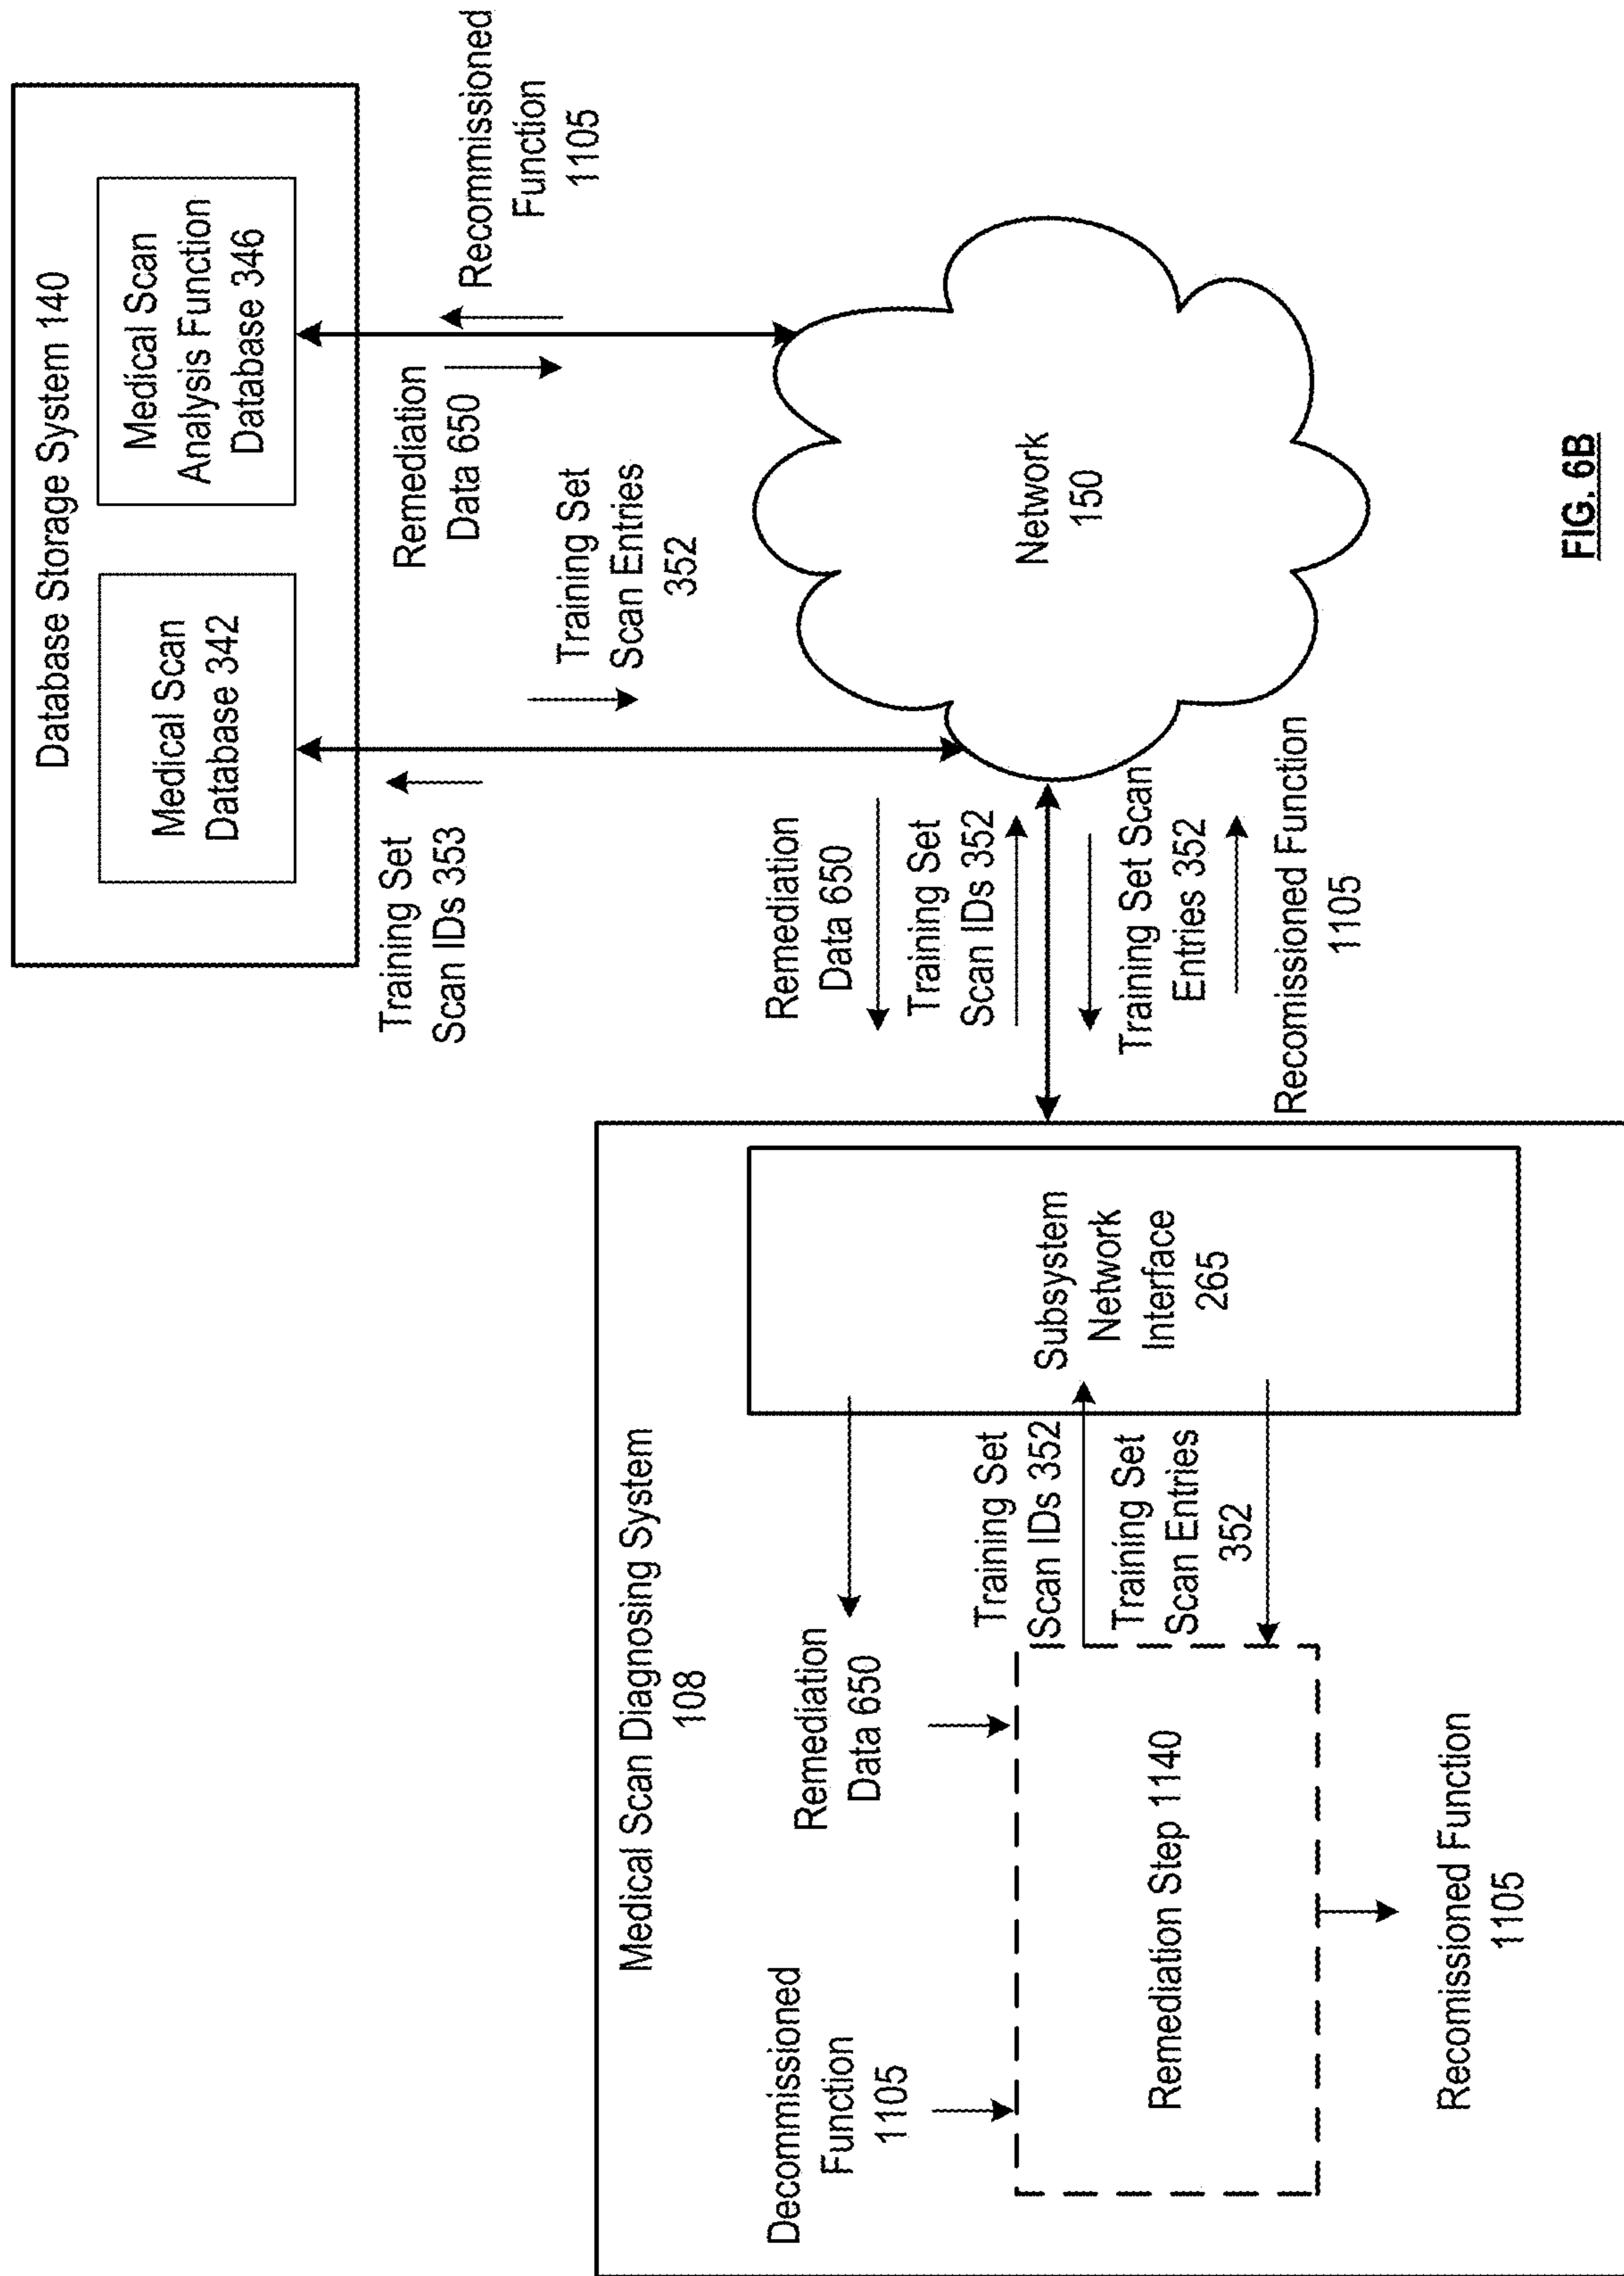 Database Storage System 140
Medical Scan
Database 342
Medical Scan
Analysis Function
Database 346
Training Set
Scan IDs 353
Training Set
Scan Entries
352
Remediation
Data 650
Recommissioned
Function
1105
Medical Scan Diagnosing System
108
Decommissioned
Function
1105
Remediation
Data 650
Training Set
Scan IDs 352
Training Set
Scan Entries
352
Remediation Step 1140
Recomissioned Function
1105
Subsystem
Network
Interface
265
Remediation
Data 650
Training Set
Scan IDs 352
Training Set Scan
Entries 352
Recomissioned Function
1105
Network
150
FIG. 6B